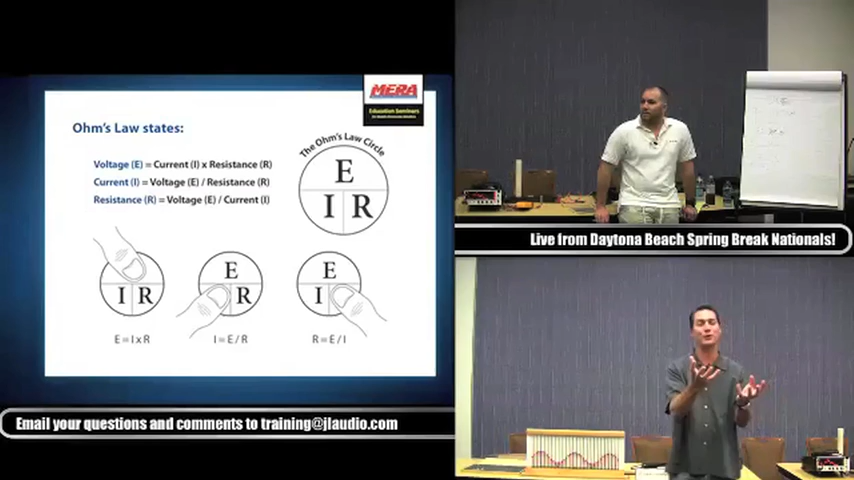 MERA
Education Seminars
Ohm's Law states:
Voltage (E) = Current (I) x Resistance (R)
Current (I) = Voltage (E) / Resistance (R)
Resistance (R) = Voltage (E) / Current (I)
The Ohm's Law Circle
E
I R
I R
E
R
E
I
E = I x R
I = E / R
R = E / I
Live from Daytona Beach Spring Break Nationals!
Email your questions and comments to training@jlaudio.com